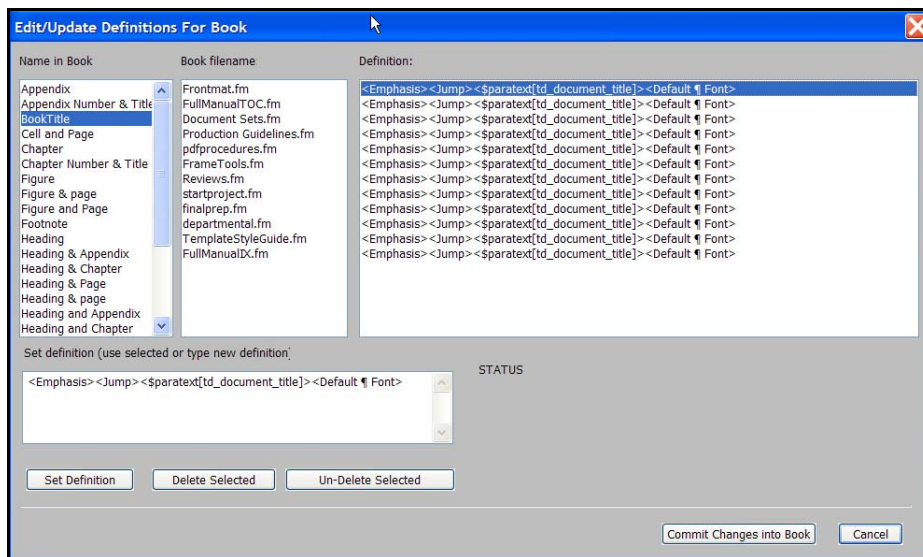 Edit/Update Definitions For Book
Name in Book
Book filename
Definition:
Appendix
Appendix Number & Title
BookTitle
Cell and Page
Chapter
Chapter Number & Title
Figure
Figure & page
Figure and Page
Footnote
Heading
Heading & Appendix
Heading & Chapter
Heading & Page
Heading & page
Heading and Appendix
Heading and Chapter
Frontmat.fm
FullManualTOC.fm
Document Sets.fm
Production Guidelines.fm
pdfprocedures.fm
FrameTools.fm
Reviews.fm
startproject.fm
finalprep.fm
departmental.fm
TemplateStyleGuide.fm
FullManualIX.fm
<Emphasis><Jump><$paratext[td_document_title]><Default ¶ Font>
<Emphasis><Jump><$paratext[td_document_title]><Default ¶ Font>
<Emphasis><Jump><$paratext[td_document_title]><Default ¶ Font>
<Emphasis><Jump><$paratext[td_document_title]><Default ¶ Font>
<Emphasis><Jump><$paratext[td_document_title]><Default ¶ Font>
<Emphasis><Jump><$paratext[td_document_title]><Default ¶ Font>
<Emphasis><Jump><$paratext[td_document_title]><Default ¶ Font>
<Emphasis><Jump><$paratext[td_document_title]><Default ¶ Font>
<Emphasis><Jump><$paratext[td_document_title]><Default ¶ Font>
<Emphasis><Jump><$paratext[td_document_title]><Default ¶ Font>
<Emphasis><Jump><$paratext[td_document_title]><Default ¶ Font>
<Emphasis><Jump><$paratext[td_document_title]><Default ¶ Font>
Set definition (use selected or type new definition)
<Emphasis><Jump><$paratext[td_document_title]><Default ¶ Font>
STATUS
Set Definition
Delete Selected
Un-Delete Selected
Commit Changes into Book
Cancel